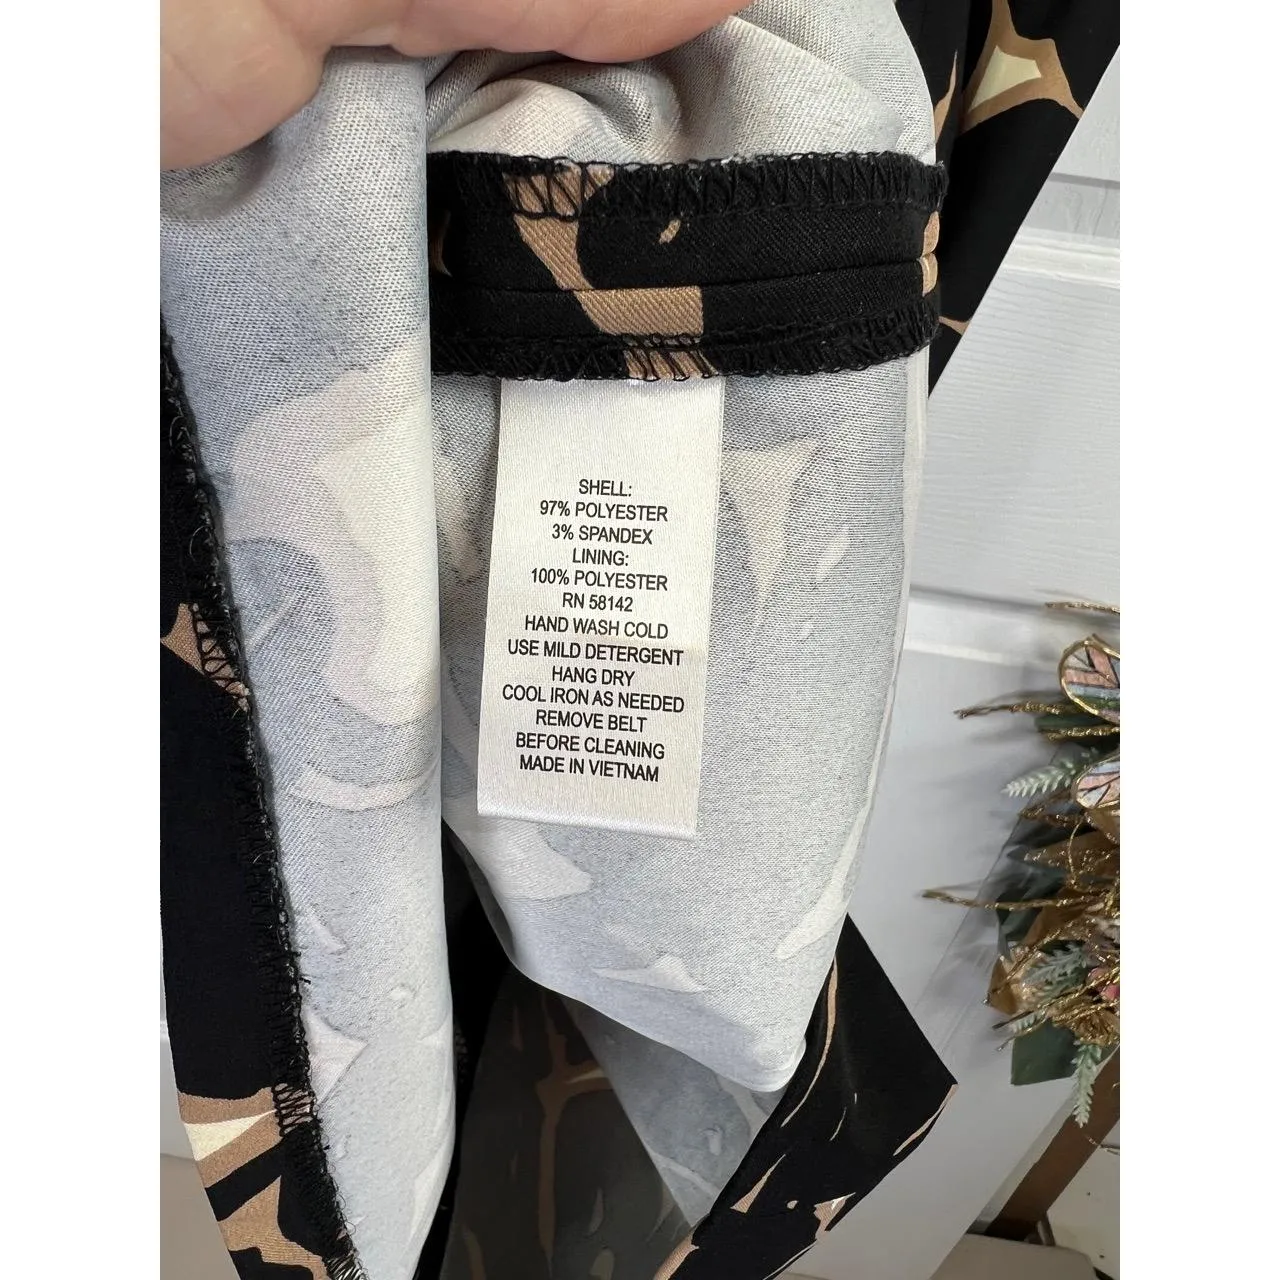 SHELL:
97% POLYESTER
3% SPANDEX
LINING:
100% POLYESTER
RN 58142
HAND WASH COLD
USE MILD DETERGENT
HANG DRY
COOL IRON AS NEEDED
REMOVE BELT
BEFORE CLEANING
MADE IN VIETNAM